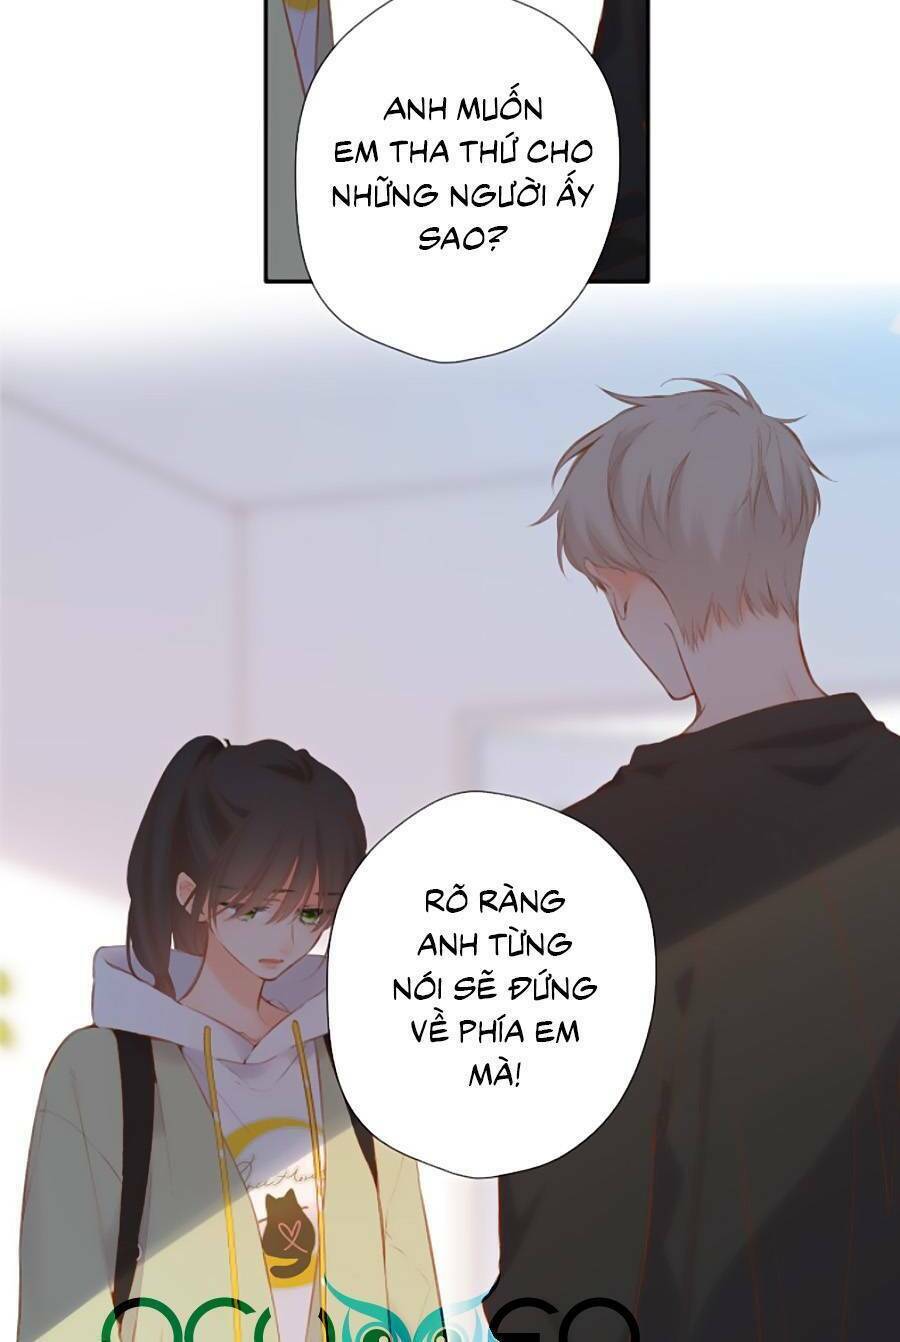 ANH MUỐN
EM THA THỨ CHO
NHỮNG NGƯỜI ẤY
SAO?
RÕ RÀNG
ANH TỪNG
NÓI SẼ ĐỨNG
VỀ PHÍA EM
MÀ!